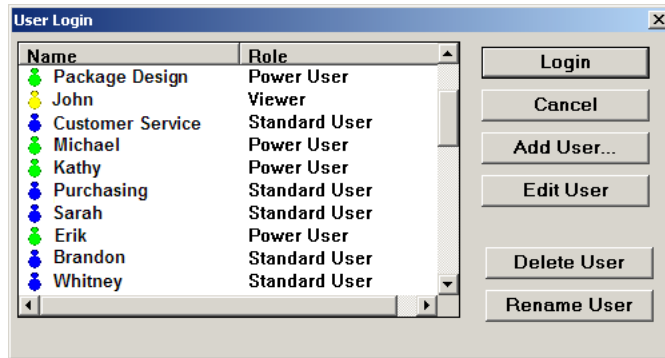 User Login
Name Role
Package Design Power User
John Viewer
Customer Service Standard User
Michael Power User
Kathy Power User
Purchasing Standard User
Sarah Standard User
Erik Power User
Brandon Standard User
Whitney Standard User
Login
Cancel
Add User...
Edit User
Delete User
Rename User